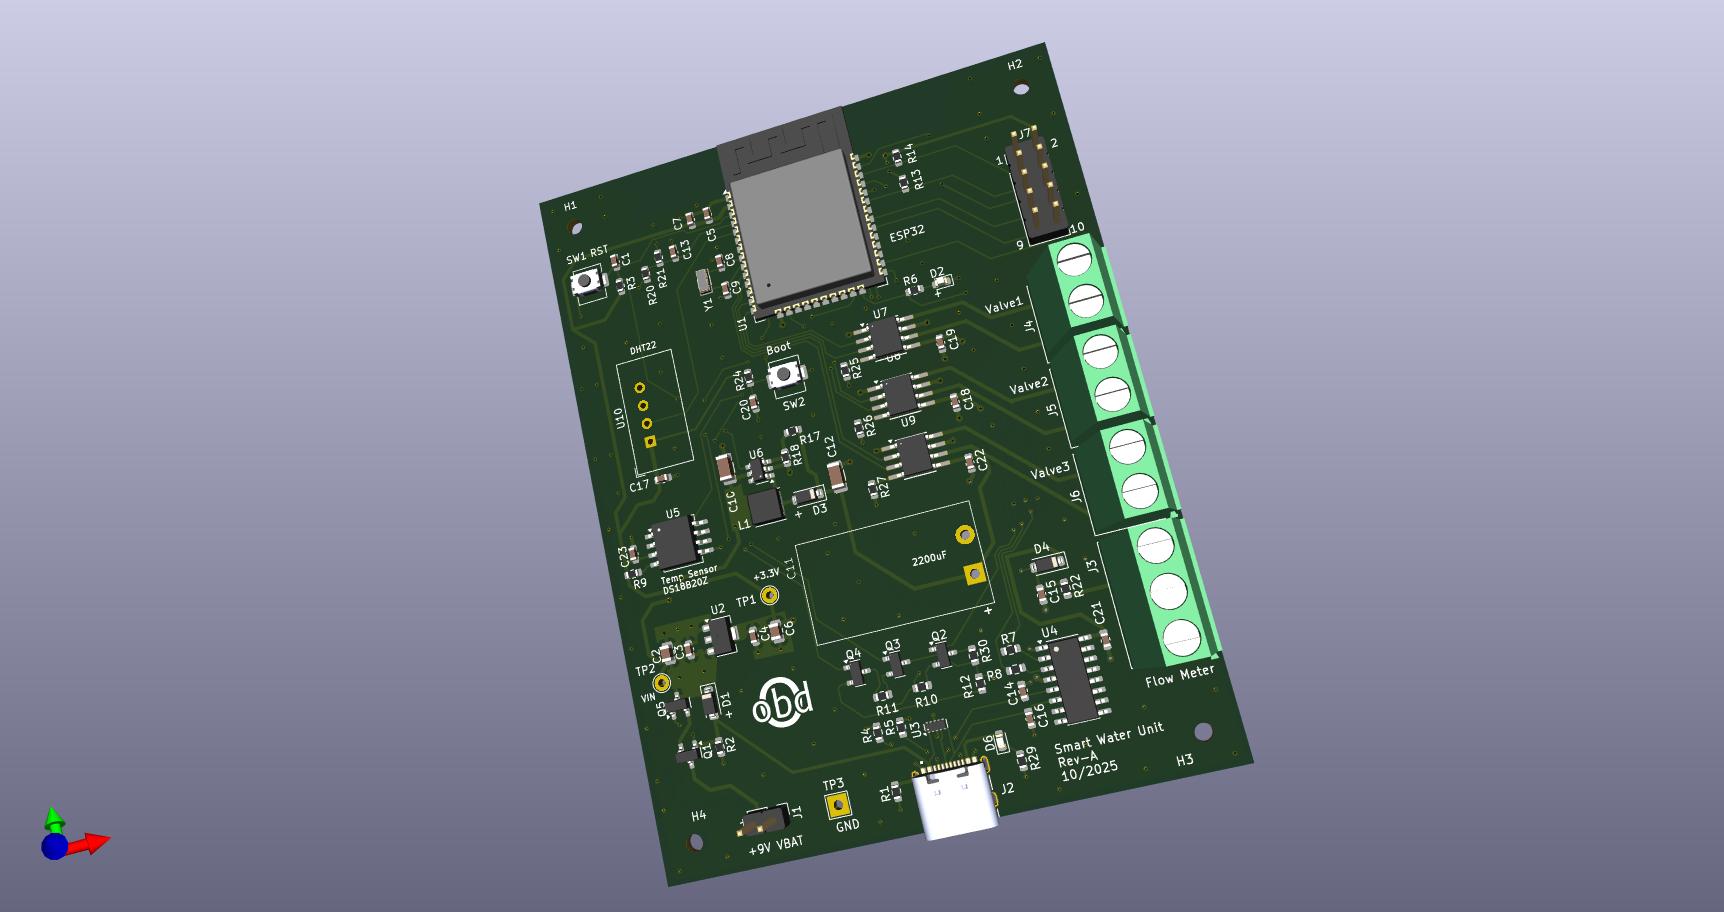 H2
J7
1
2
9
10
R14
R13
H1
C7
C5
SW1 RST
C1
R3
R20
R21
C13
C8
C9
Y1
U1
ESP32
R6
D2
+
Valve1
J4
U7
C19
DHT22
U10
Boot
R24
C20
SW2
R25
Valve2
J5
C18
R26
U9
R17
R18
C12
U6
C17
L1
+ D3
R27
C22
Valve3
J6
U5
C23
R9
Temp Sensor
DS18B20Z
+3.3V
TP1
C11
2200uF
+
D4
J3
C15
R22
C21
U2
C2
C3
C4
C6
TP2
VIN
Q5
+ D1
Q4
Q3
Q2
R30
R7
U4
R8
R12
C14
C16
R11
R10
R4
R5
U3
Flow Meter
obd
Q1
R2
D6
R29
Smart Water Unit
Rev-A
10/2025
H3
TP3
GND
R1
J2
H4
J1
+9V VBAT